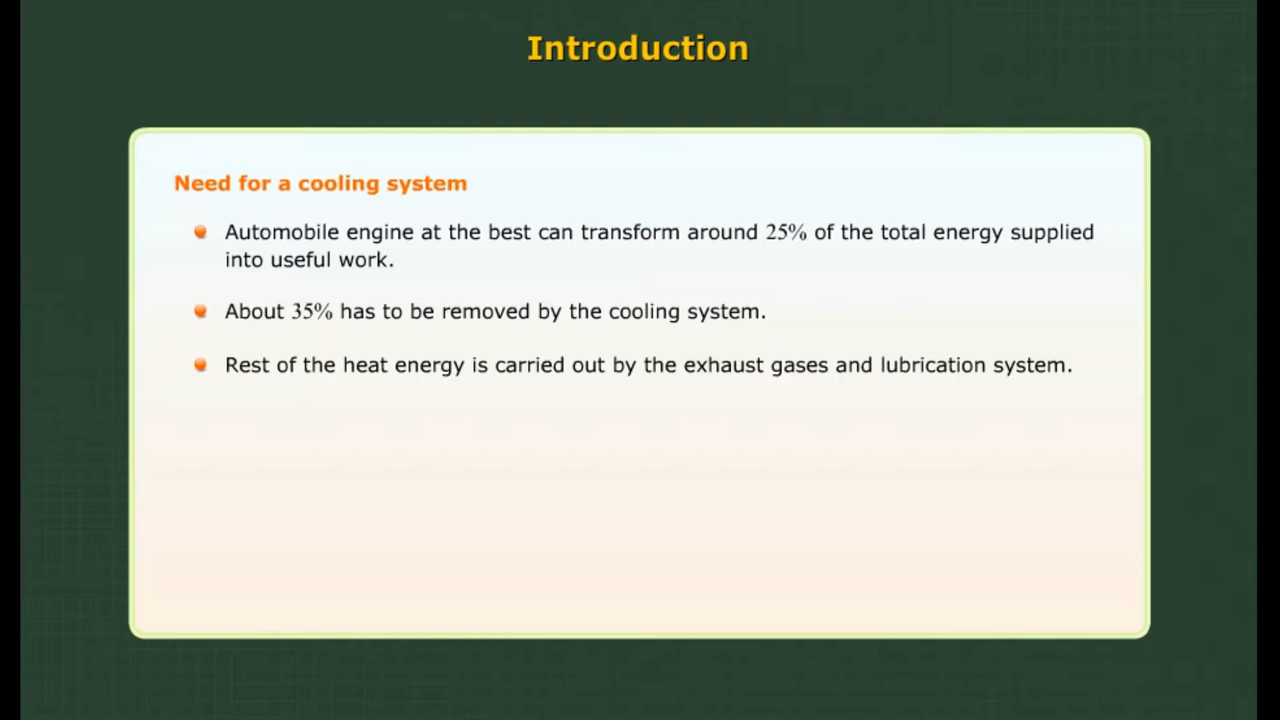 Introduction
Need for a cooling system
Automobile engine at the best can transform around 25% of the total energy supplied
into useful work.
About 35% has to be removed by the cooling system.
Rest of the heat energy is carried out by the exhaust gases and lubrication system.